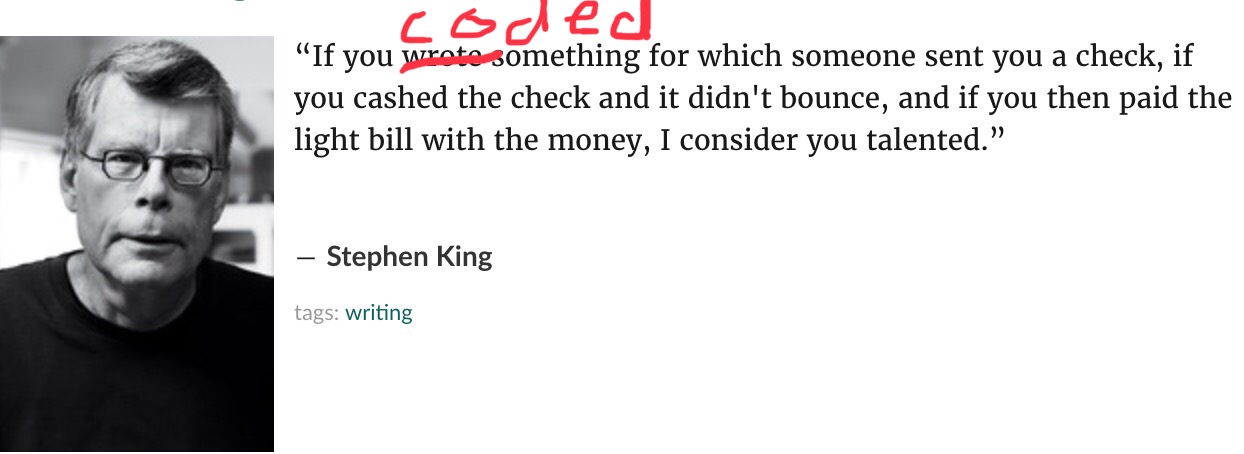 coded
“If you wrote something for which someone sent you a check, if
you cashed the check and it didn't bounce, and if you then paid the
light bill with the money, I consider you talented.”
— Stephen King
tags: writing